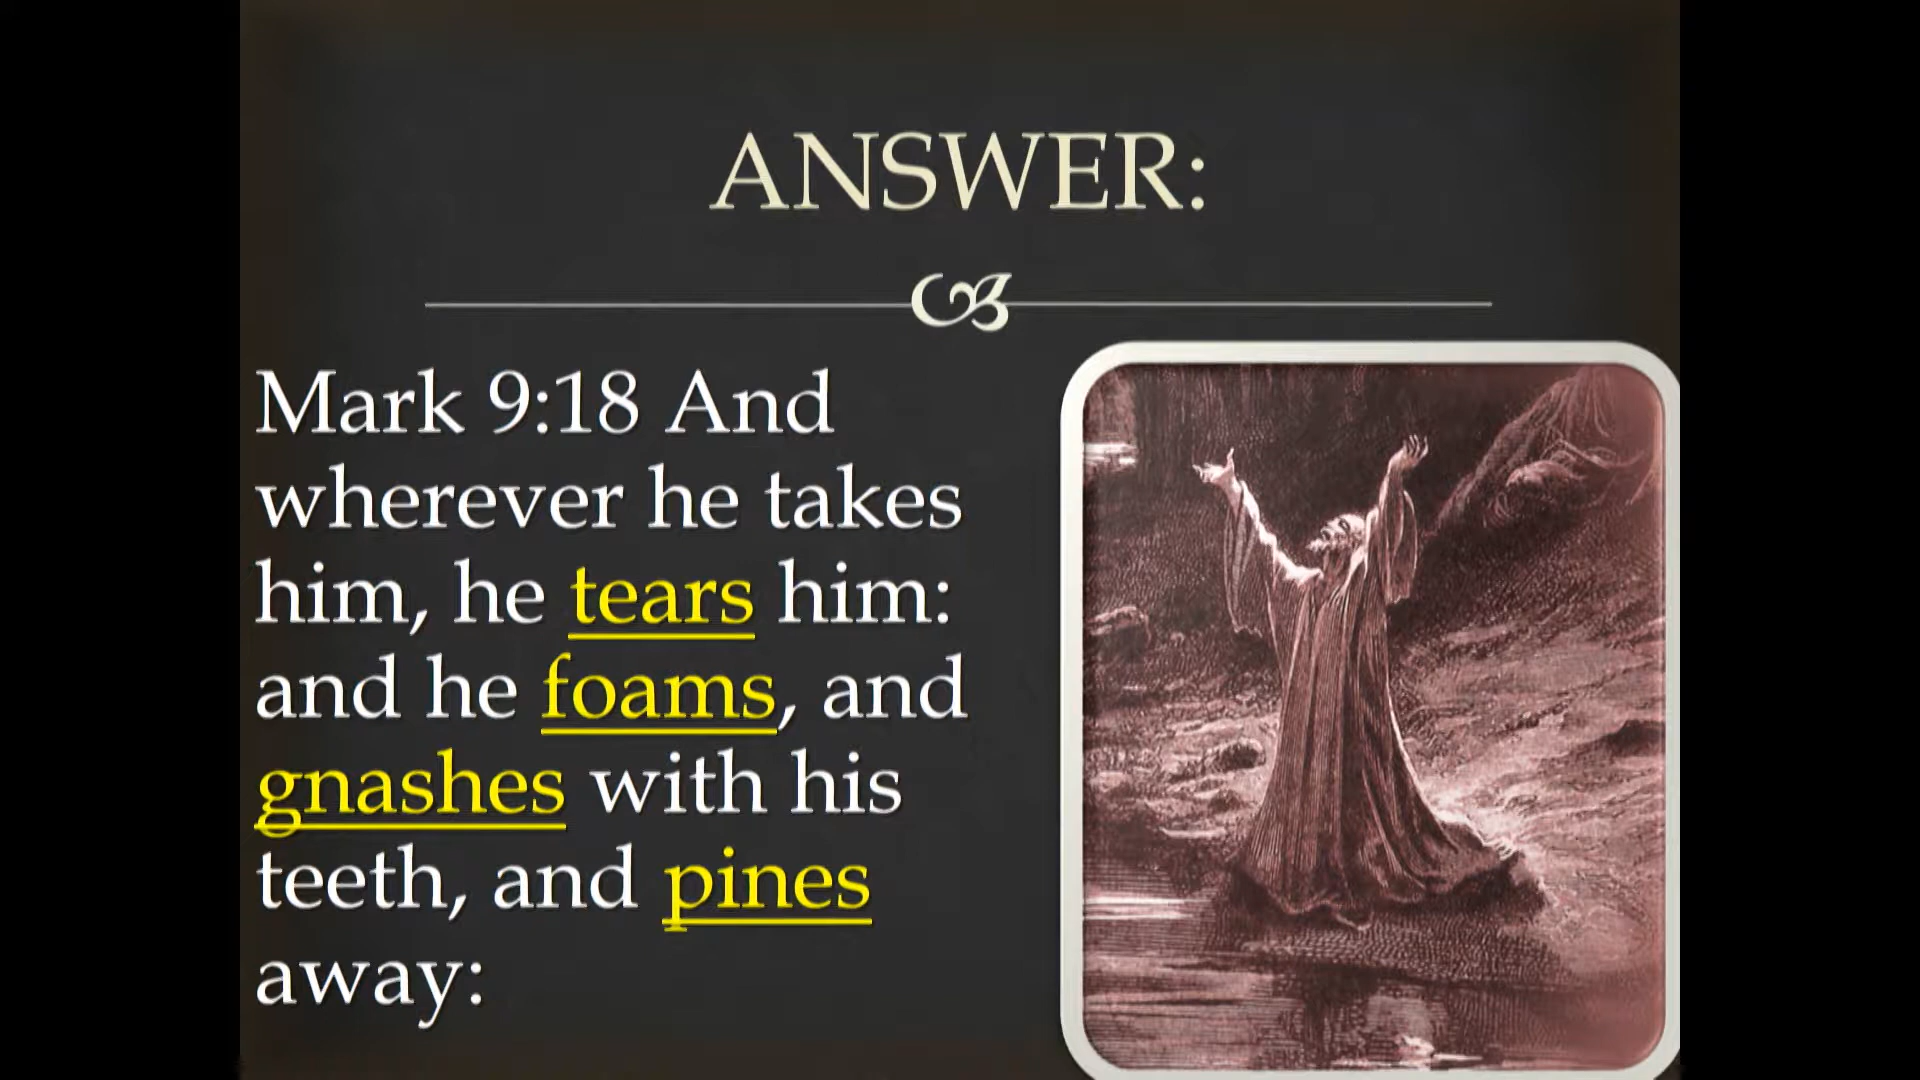 ANSWER:
Mark 9:18 And
wherever he takes
him, he tears him:
and he foams, and
gnashes with his
teeth, and pines
away: